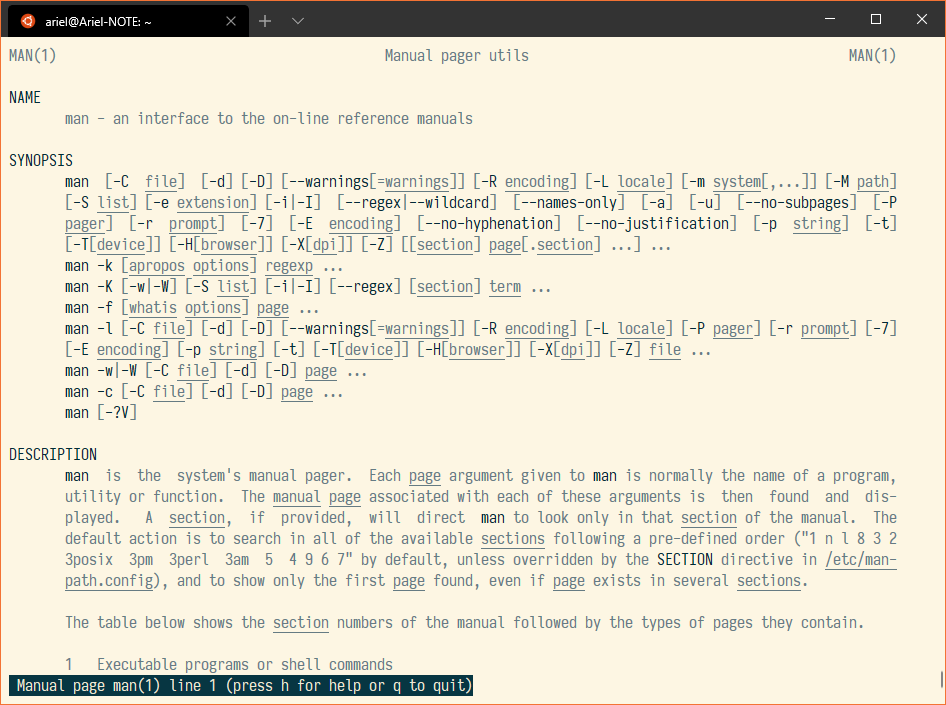 ariel@Ariel-NOTE: ~
MAN(1) Manual pager utils MAN(1)
NAME
man - an interface to the on-line reference manuals
SYNOPSIS
man [-C file] [-d] [-D] [--warnings[=warnings]] [-R encoding] [-L locale] [-m system[,...]] [-M path]
[-S list] [-e extension] [-i|-I] [--regex|--wildcard] [--names-only] [-a] [-u] [--no-subpages] [-P
pager] [-r prompt] [-7] [-E encoding] [--no-hyphenation] [--no-justification] [-p string] [-t]
[-T[device]] [-H[browser]] [-X[dpi]] [-Z] [[section] page[.section] ...] ...
man -k [apropos options] regexp ...
man -K [-w|-W] [-S list] [-i|-I] [--regex] [section] term ...
man -f [whatis options] page ...
man -l [-C file] [-d] [-D] [--warnings[=warnings]] [-R encoding] [-L locale] [-P pager] [-r prompt] [-7]
[-E encoding] [-p string] [-t] [-T[device]] [-H[browser]] [-X[dpi]] [-Z] file ...
man -w|-W [-C file] [-d] [-D] page ...
man -c [-C file] [-d] [-D] page ...
man [-?V]
DESCRIPTION
man is the system's manual pager. Each page argument given to man is normally the name of a program,
utility or function. The manual page associated with each of these arguments is then found and dis-
played. A section, if provided, will direct man to look only in that section of the manual. The
default action is to search in all of the available sections following a pre-defined order ("1 n l 8 3 2
3posix 3pm 3perl 3am 5 4 9 6 7" by default, unless overridden by the SECTION directive in /etc/man-
path.config), and to show only the first page found, even if page exists in several sections.
The table below shows the section numbers of the manual followed by the types of pages they contain.
1 Executable programs or shell commands
Manual page man(1) line 1 (press h for help or q to quit)